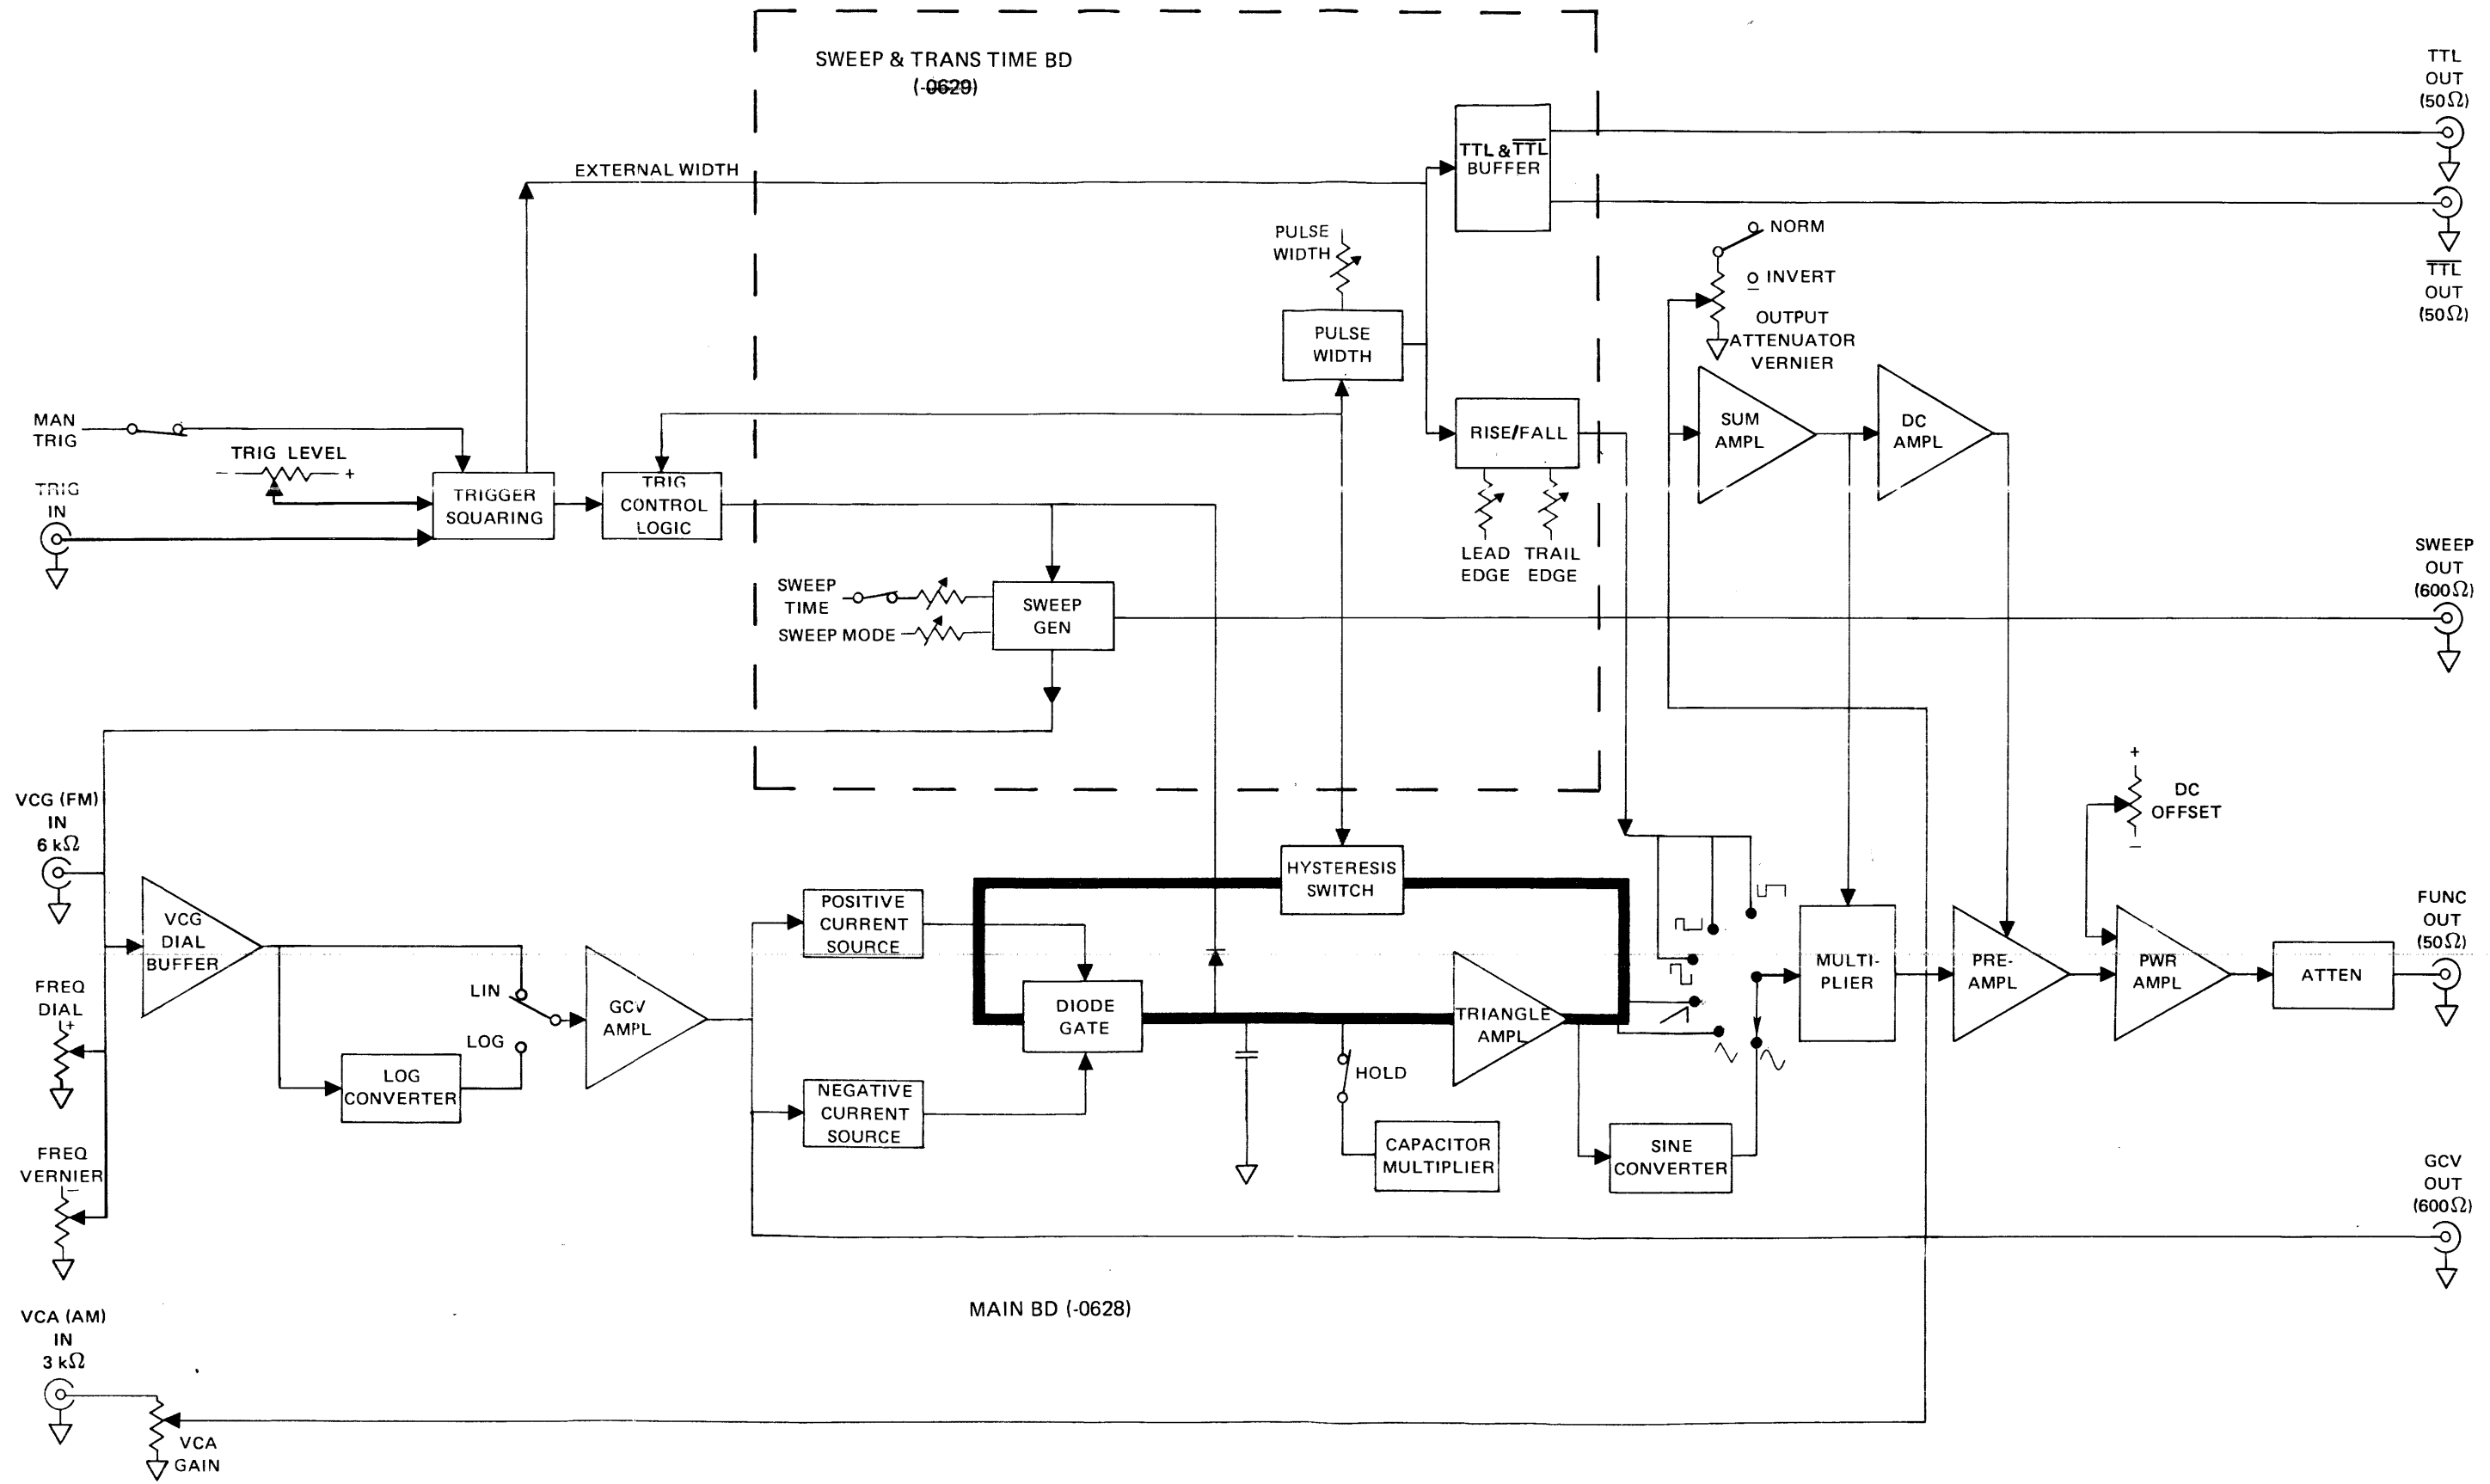 SWEEP & TRANS TIME BD
(-0629)
TTL
OUT
(50Ω)
TTL & TTL
BUFFER
EXTERNAL WIDTH
TTL
OUT
(50Ω)
PULSE
WIDTH
PULSE
WIDTH
NORM
INVERT
OUTPUT
ATTENUATOR
VERNIER
SUM
AMPL
DC
AMPL
RISE/FALL
LEAD
EDGE
TRAIL
EDGE
MAN
TRIG
TRIG LEVEL
- +
TRIG
IN
TRIGGER
SQUARING
TRIG
CONTROL
LOGIC
SWEEP
TIME
SWEEP MODE
SWEEP
GEN
SWEEP
OUT
(600Ω)
VCG (FM)
IN
6 kΩ
VCG
DIAL
BUFFER
FREQ
DIAL
+
FREQ
VERNIER
-
LIN
LOG
LOG
CONVERTER
GCV
AMPL
POSITIVE
CURRENT
SOURCE
NEGATIVE
CURRENT
SOURCE
DIODE
GATE
HYSTERESIS
SWITCH
TRIANGLE
AMPL
HOLD
CAPACITOR
MULTIPLIER
SINE
CONVERTER
MULTI-
PLIER
PRE-
AMPL
+
DC
OFFSET
-
PWR
AMPL
ATTEN
FUNC
OUT
(50Ω)
GCV
OUT
(600Ω)
MAIN BD (-0628)
VCA (AM)
IN
3 kΩ
VCA
GAIN